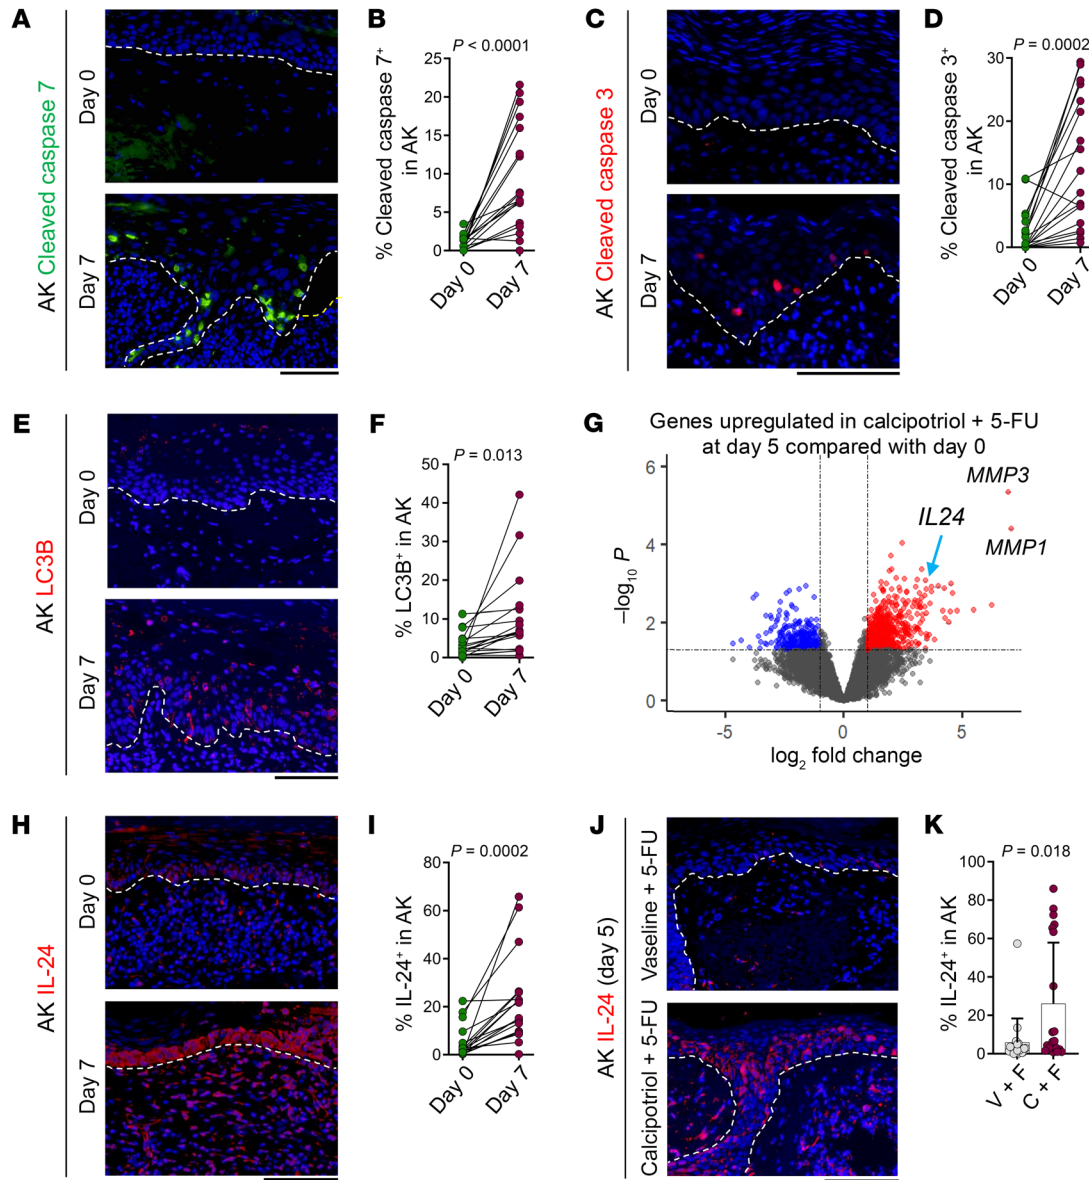 A
AK Cleaved caspase 7
Day 0
Day 7
B
P < 0.0001
% Cleaved caspase 7+
in AK
25
20
15
10
5
0
Day 0
Day 7
C
AK Cleaved caspase 3
Day 0
Day 7
D
P = 0.0002
% Cleaved caspase 3+
in AK
30
20
10
0
Day 0
Day 7
E
AK LC3B
Day 0
Day 7
F
P = 0.013
% LC3B+ in AK
50
40
30
20
10
0
Day 0
Day 7
G
Genes upregulated in calcipotriol + 5-FU
at day 5 compared with day 0
MMP3
IL24
MMP1
–log10 P
6
4
2
0
-5
0
5
log2 fold change
H
AK IL-24
Day 0
Day 7
I
P = 0.0002
% IL-24+ in AK
80
60
40
20
0
Day 0
Day 7
J
AK IL-24 (day 5)
Vaseline + 5-FU
Calcipotriol + 5-FU
K
P = 0.018
% IL-24+ in AK
100
80
60
40
20
0
V + F
C + F